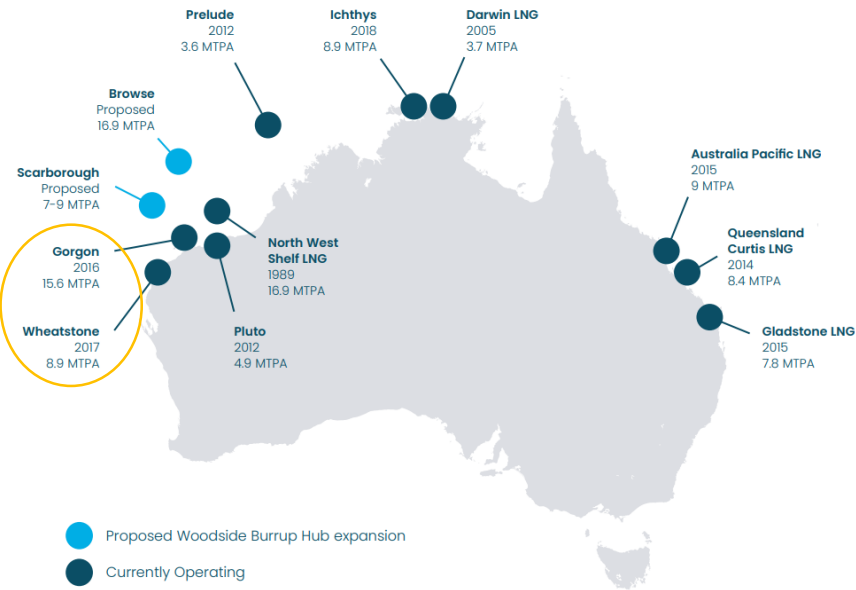 Prelude
2012
3.6 MTPA
Ichthys
2018
8.9 MTPA
Darwin LNG
2005
3.7 MTPA
Browse
Proposed
16.9 MTPA
Scarborough
Proposed
7-9 MTPA
Gorgon
2016
15.6 MTPA
Wheatstone
2017
8.9 MTPA
North West
Shelf LNG
1989
16.9 MTPA
Pluto
2012
4.9 MTPA
Australia Pacific LNG
2015
9 MTPA
Queensland
Curtis LNG
2014
8.4 MTPA
Gladstone LNG
2015
7.8 MTPA
Proposed Woodside Burrup Hub expansion
Currently Operating